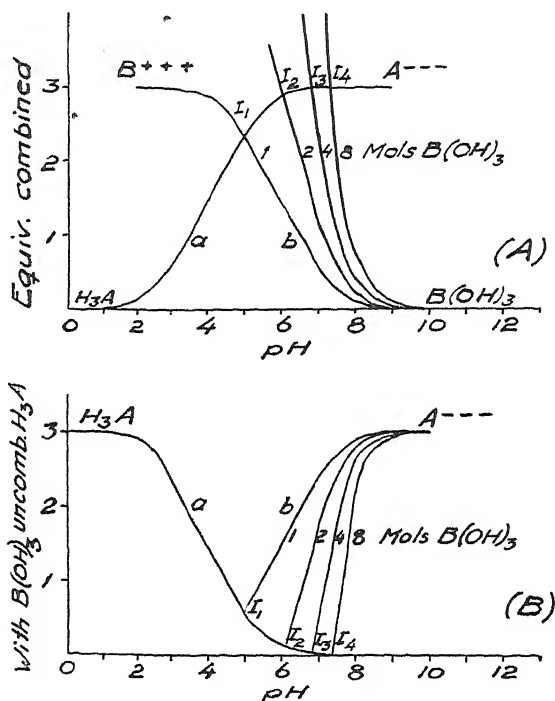 B+++
I₁
I₂
I₃
I₄
A---
3
2
1
1
2
4
8 Mols B(OH)₃
a
b
(A)
Equiv. combined
H₃A
B(OH)₃
0 2 4 6 8 10 12
pH
H₃A
A---
3
2
1
a
b
1
2
4
8 Mols B(OH)₃
I₁
I₂
I₃
I₄
(B)
With B(OH)₃ uncomb. H₃A
0 2 4 6 8 10 12
pH